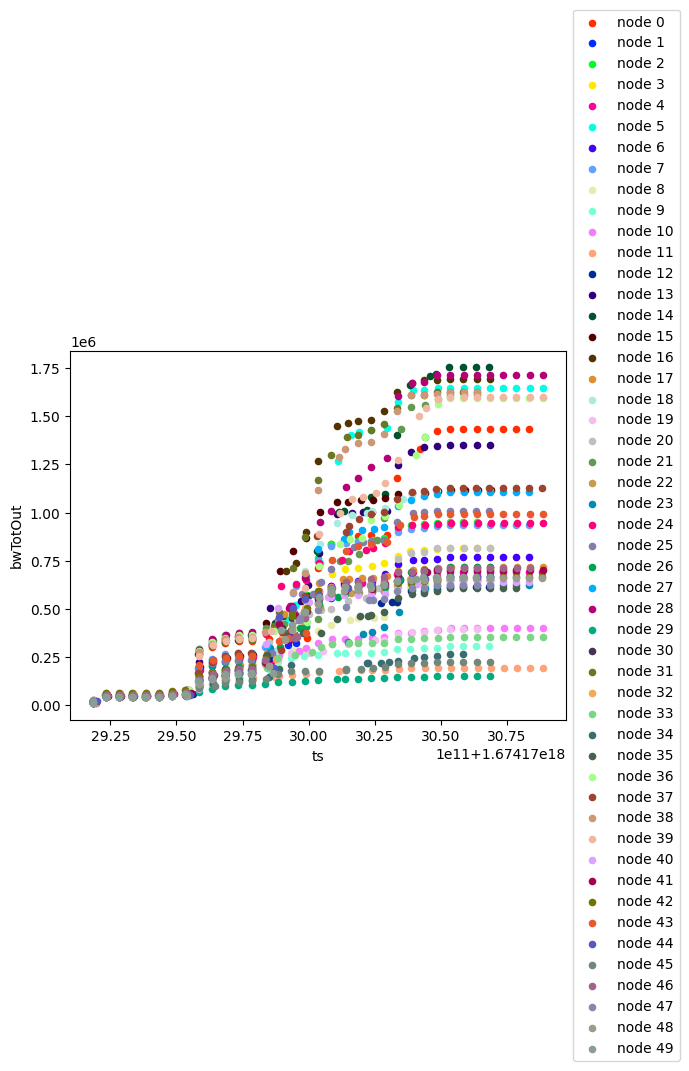 1e6
1.75
1.50
1.25
1.00
0.75
0.50
0.25
0.00
bwTotOut
29.25 29.50 29.75 30.00 30.25 30.50 30.75
ts
1e11+1.67417e18
node 0
node 1
node 2
node 3
node 4
node 5
node 6
node 7
node 8
node 9
node 10
node 11
node 12
node 13
node 14
node 15
node 16
node 17
node 18
node 19
node 20
node 21
node 22
node 23
node 24
node 25
node 26
node 27
node 28
node 29
node 30
node 31
node 32
node 33
node 34
node 35
node 36
node 37
node 38
node 39
node 40
node 41
node 42
node 43
node 44
node 45
node 46
node 47
node 48
node 49